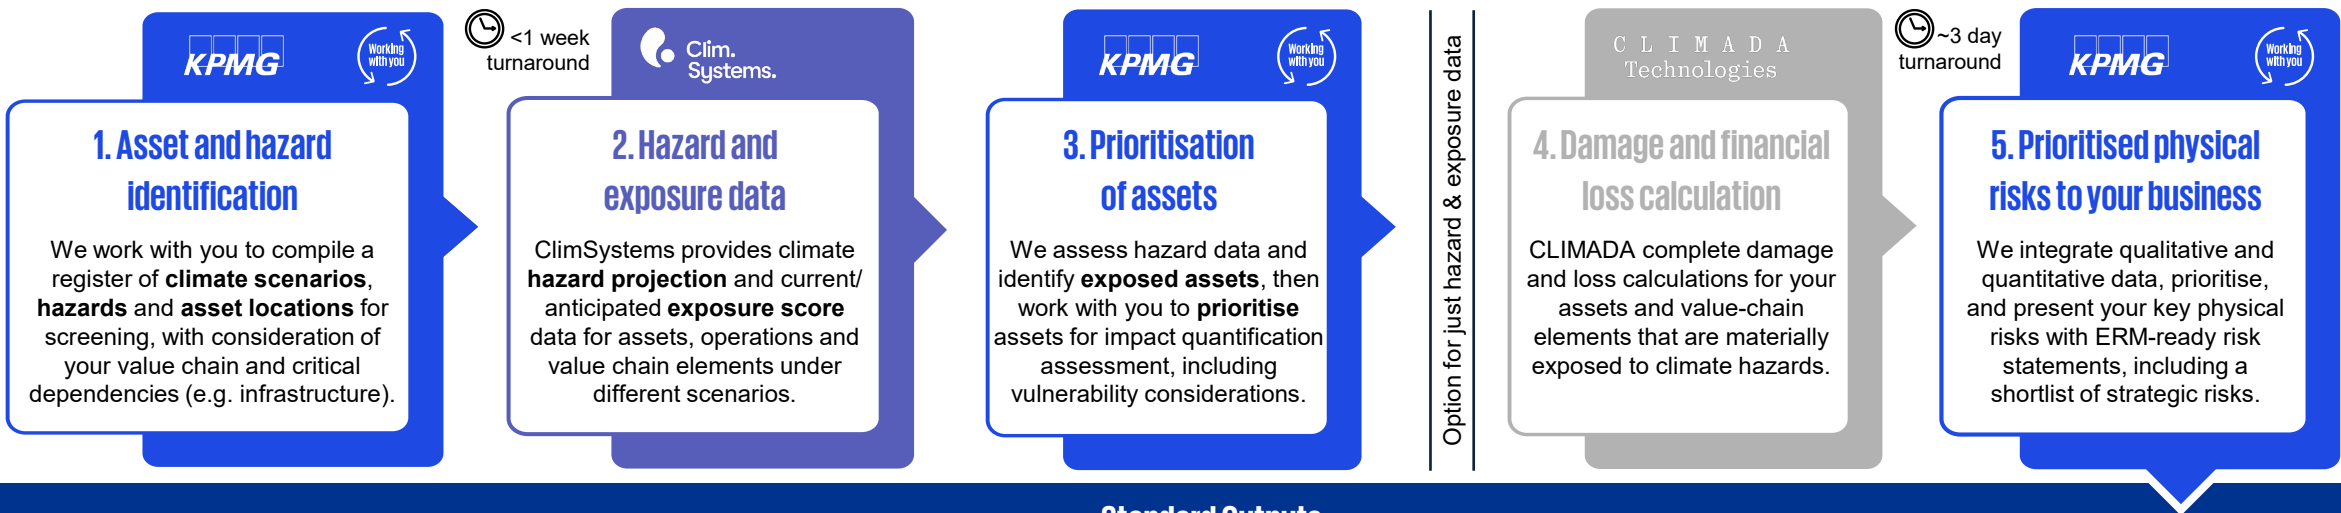 KPMG
Working
with you
1. Asset and hazard
identification
We work with you to compile a
register of climate scenarios,
hazards and asset locations for
screening, with consideration of
your value chain and critical
dependencies (e.g. infrastructure).
<1 week
turnaround
Clim.
Systems.
2. Hazard and
exposure data
ClimSystems provides climate
hazard projection and current/
anticipated exposure score
data for assets, operations and
value chain elements under
different scenarios.
KPMG
Working
with you
3. Prioritisation
of assets
We assess hazard data and
identify exposed assets, then
work with you to prioritise
assets for impact quantification
assessment, including
vulnerability considerations.
Option for just hazard & exposure data
CLIMADA
Technologies
4. Damage and financial
loss calculation
CLIMADA complete damage
and loss calculations for your
assets and value-chain
elements that are materially
exposed to climate hazards.
~3 day
turnaround
KPMG
Working
with you
5. Prioritised physical
risks to your business
We integrate qualitative and
quantitative data, prioritise,
and present your key physical
risks with ERM-ready risk
statements, including a
shortlist of strategic risks.
Standard Outputs